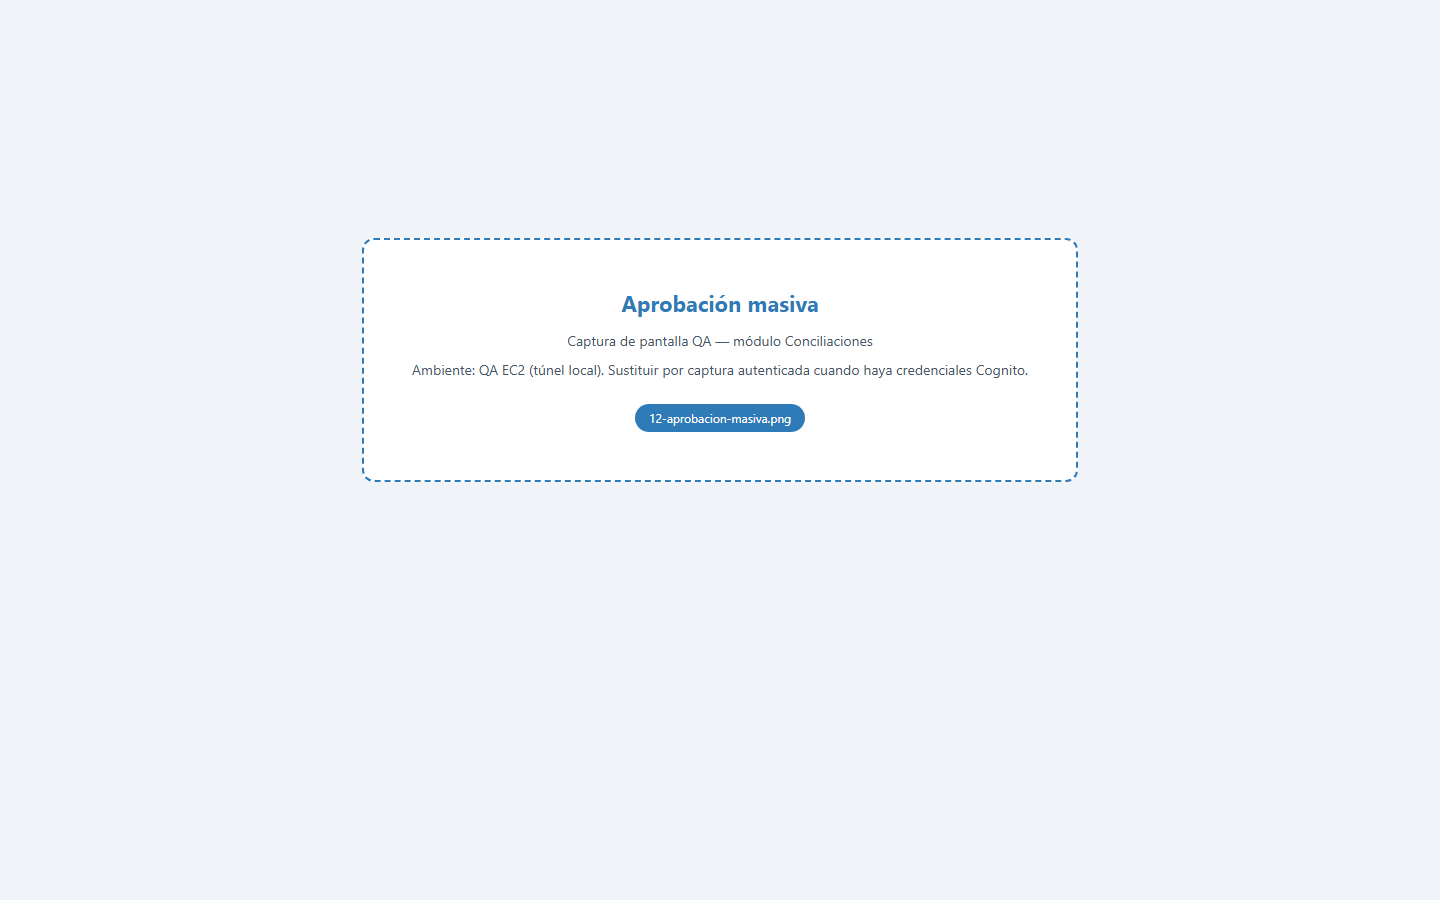 Aprobación masiva
Captura de pantalla QA — módulo Conciliaciones
Ambiente: QA EC2 (túnel local). Sustituir por captura autenticada cuando haya credenciales Cognito.
12-aprobacion-masiva.png